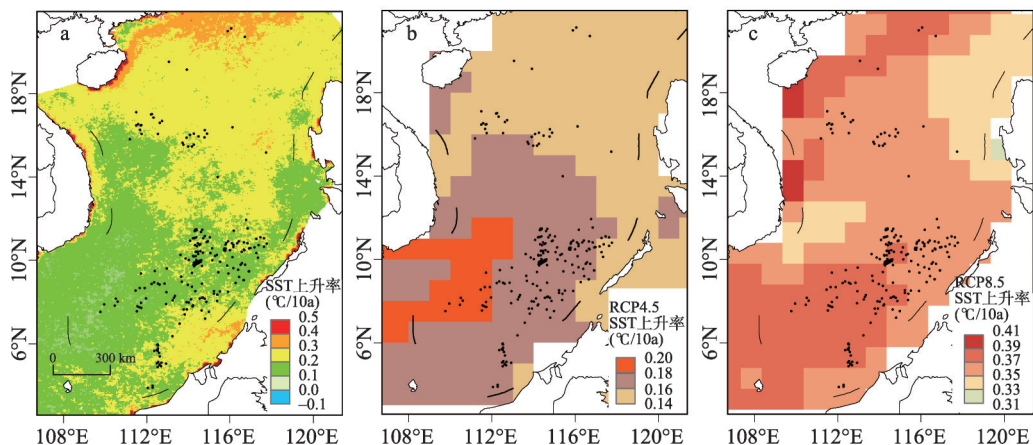 a
18°N
14°N
10°N
6°N
0 300 km
SST上升率
(℃/10a)
0.5
0.4
0.3
0.2
0.1
0
–0.1
108°E 112°E 116°E 120°E
b
18°N
14°N
10°N
6°N
RCP4.5
SST上升率
(℃/10a)
0.20
0.18
0.16
0.14
108°E 112°E 116°E 120°E
c
18°N
14°N
10°N
6°N
RCP8.5
SST上升率
(℃/10a)
0.41
0.39
0.37
0.35
0.33
0.31
108°E 112°E 116°E 120°E